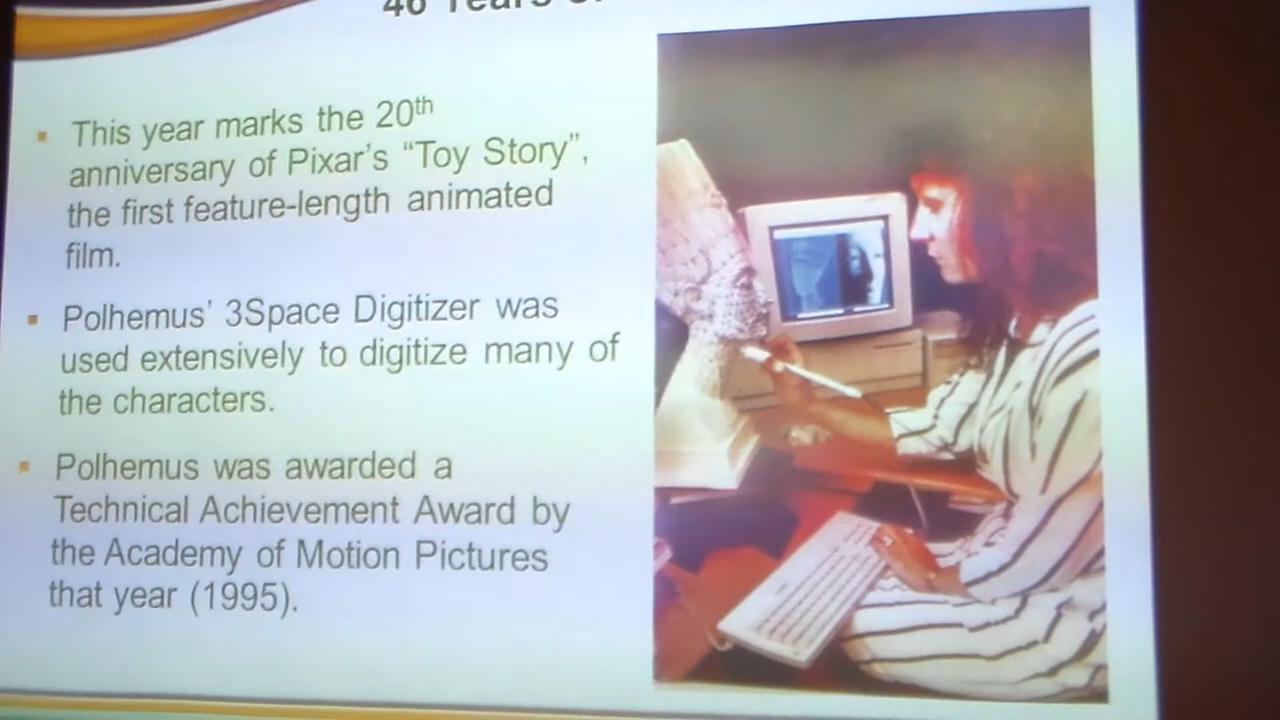 46 Years
This year marks the 20th
anniversary of Pixar's “Toy Story”,
the first feature-length animated
film.
Polhemus' 3Space Digitizer was
used extensively to digitize many of
the characters.
Polhemus was awarded a
Technical Achievement Award by
the Academy of Motion Pictures
that year (1995).